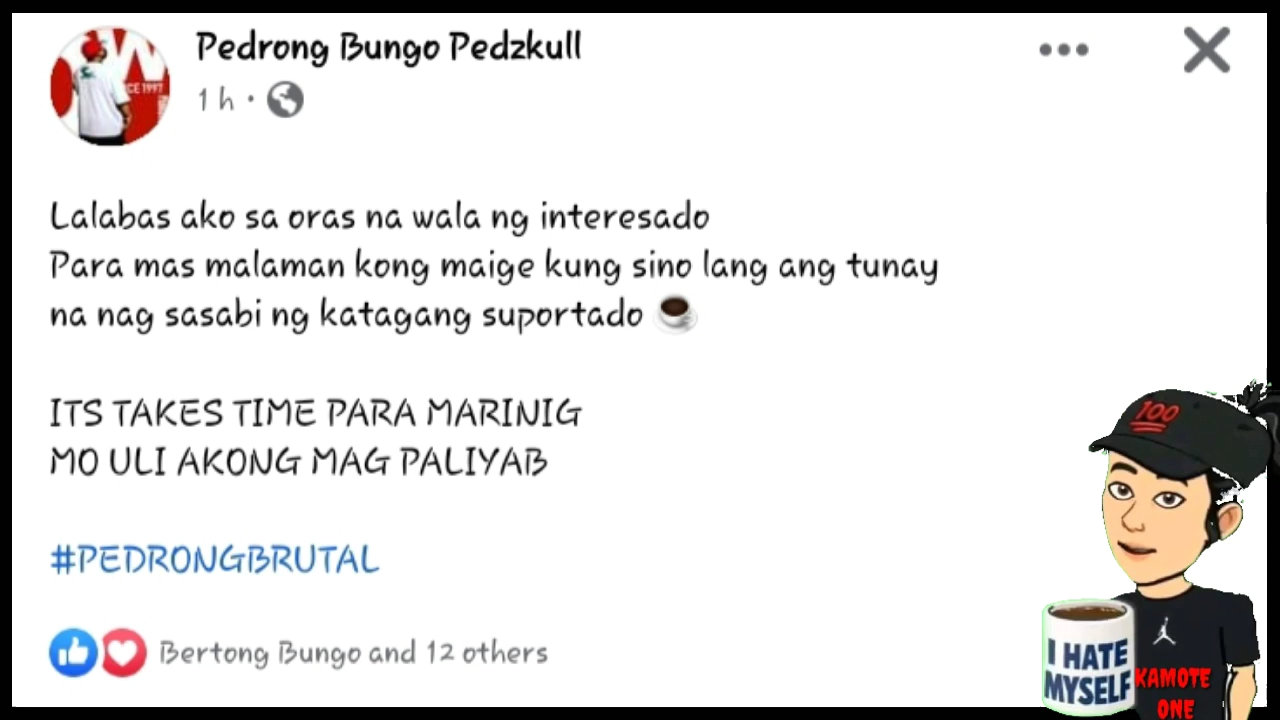 Pedrong Bungo Pedzkull
CE 1997
1 h ·
Lalabas ako sa oras na wala ng interesado
Para mas malaman kong maige kung sino lang ang tunay
na nag sasabi ng katagang suportado
ITS TAKES TIME PARA MARINIG
MO ULI AKONG MAG PALIYAB
#PEDRONGBRUTAL
Bertong Bungo and 12 others
100
I HATE
MYSELF
KAMOTE
ONE